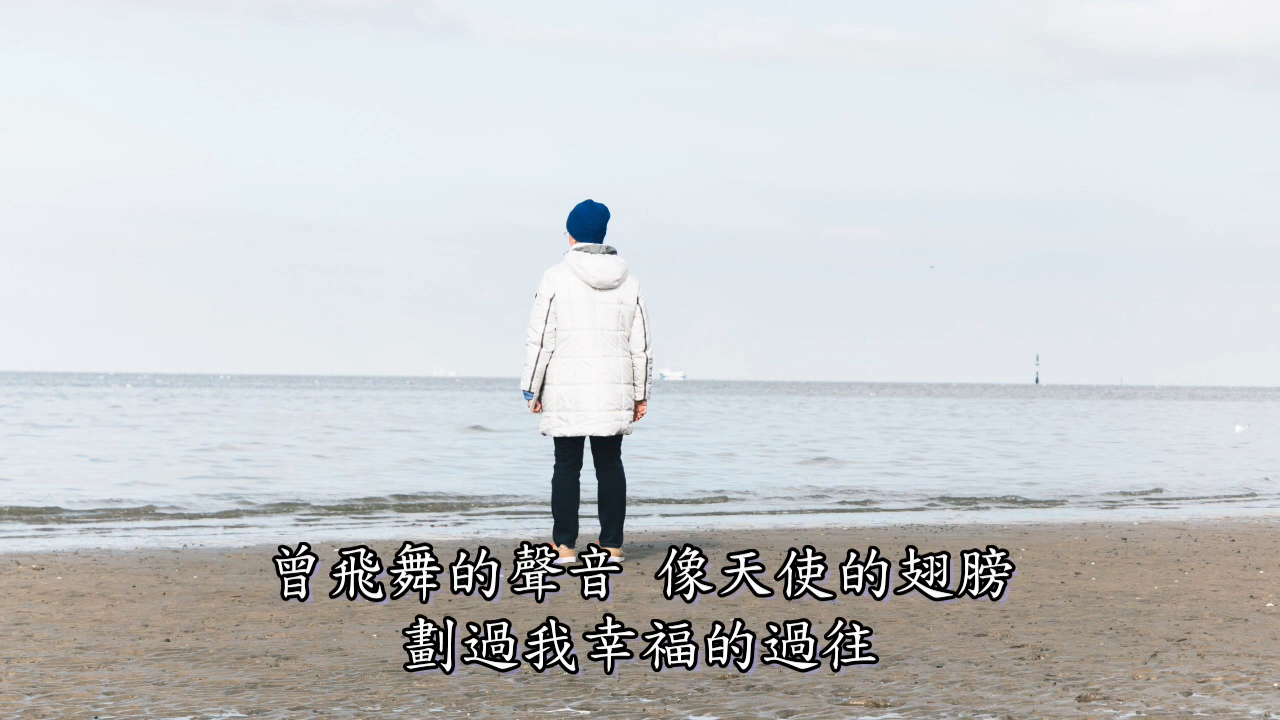 曾飛舞的聲音 像天使的翅膀
劃過我幸福的過往